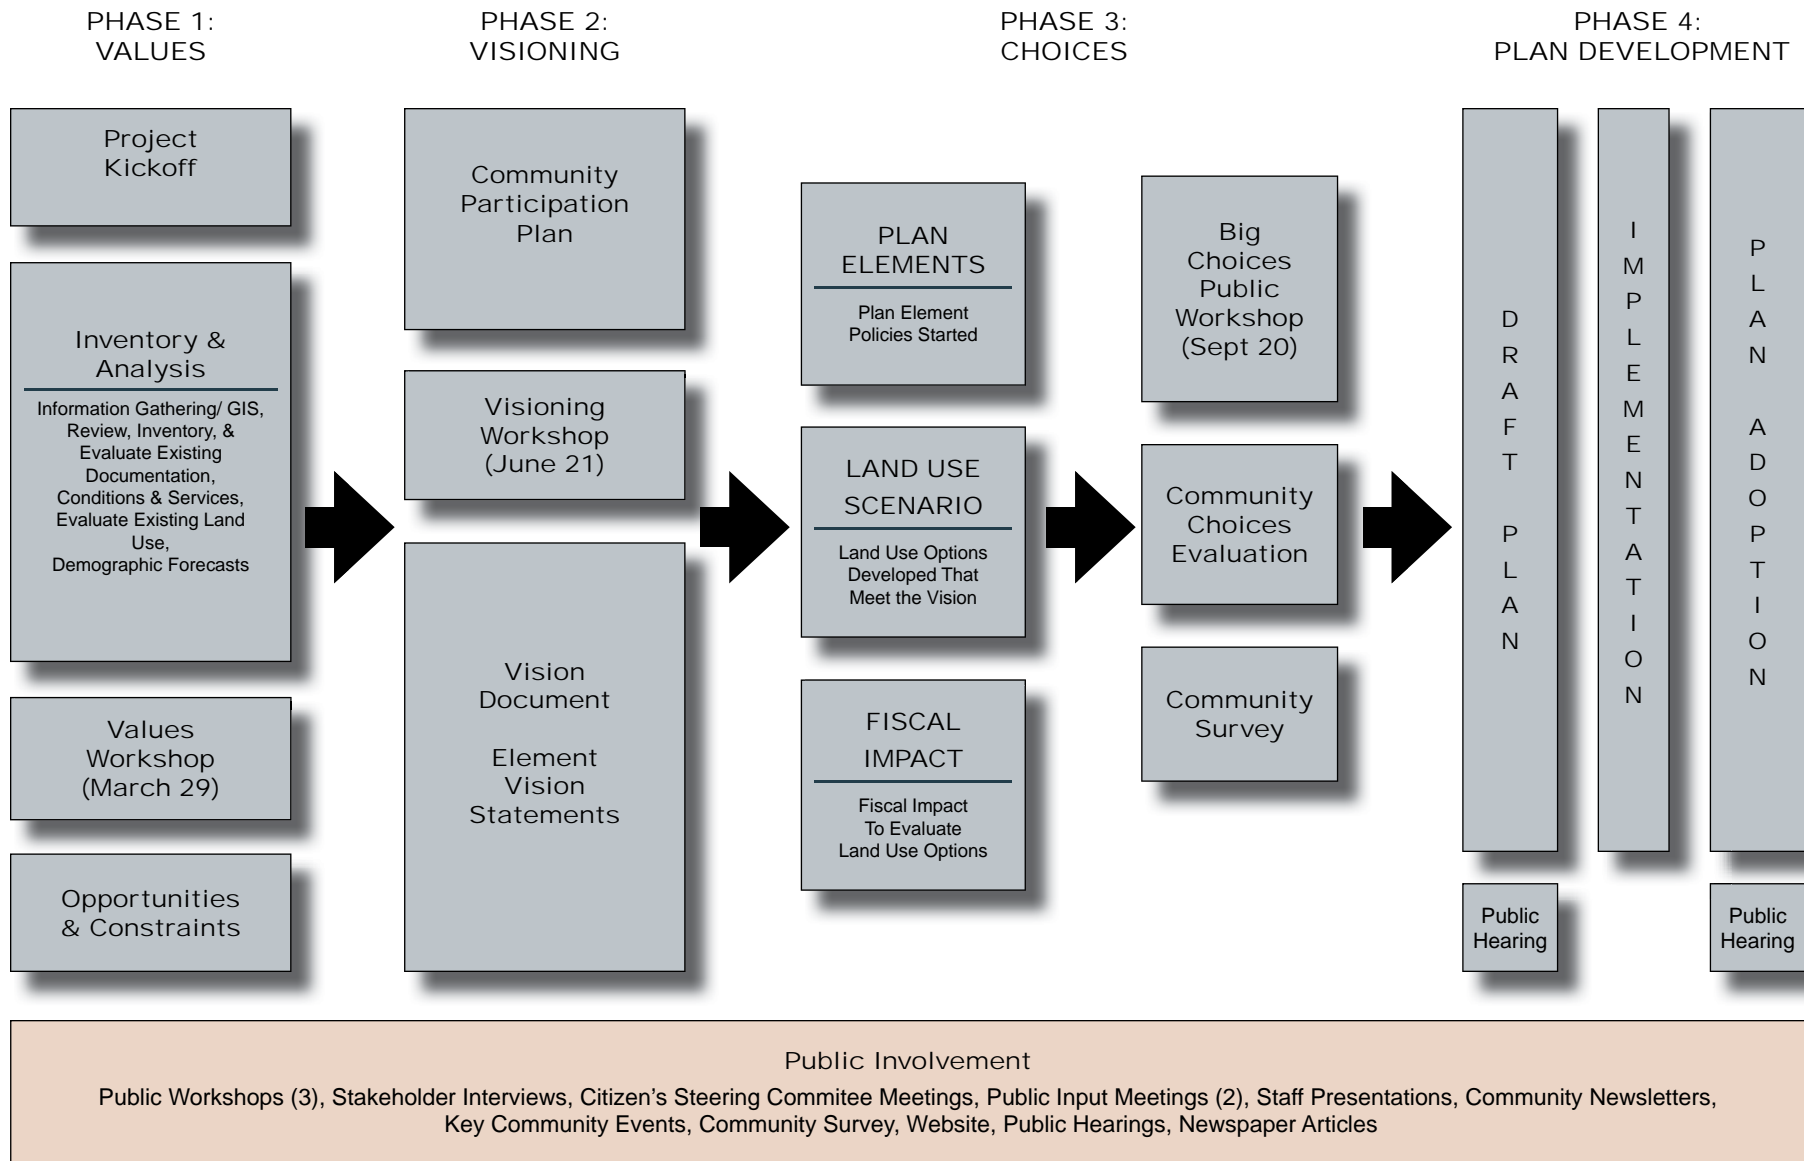 PHASE 1:
VALUES
PHASE 2:
VISIONING
PHASE 3:
CHOICES
PHASE 4:
PLAN DEVELOPMENT
Project
Kickoff
Inventory &
Analysis
Information Gathering/ GIS,
Review, Inventory, &
Evaluate Existing
Documentation,
Conditions & Services,
Evaluate Existing Land
Use,
Demographic Forecasts
Values
Workshop
(March 29)
Opportunities
& Constraints
Community
Participation
Plan
Visioning
Workshop
(June 21)
Vision
Document
Element
Vision
Statements
PLAN
ELEMENTS
Plan Element
Policies Started
LAND USE
SCENARIO
Land Use Options
Developed That
Meet the Vision
FISCAL
IMPACT
Fiscal Impact
To Evaluate
Land Use Options
Big
Choices
Public
Workshop
(Sept 20)
Community
Choices
Evaluation
Community
Survey
DRAFT PLAN
Public
Hearing
IMPLEMENTATION
PLAN ADOPTION
Public
Hearing
Public Involvement
Public Workshops (3), Stakeholder Interviews, Citizen's Steering Commitee Meetings, Public Input Meetings (2), Staff Presentations, Community Newsletters,
Key Community Events, Community Survey, Website, Public Hearings, Newspaper Articles